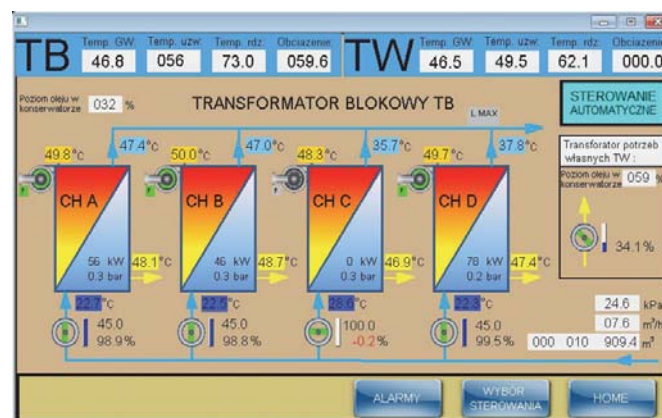 TB Temp. GW. Temp. uzw. Temp. rdz. Obciazenie. TW Temp. GW. Temp. uzw. Temp. rdz. Obciazenie
46.8 056 73.0 059.6 46.5 49.5 62.1 000.0
Poziom oleju w konserwatorze 032 %
TRANSFORMATOR BLOKOWY TB
L MAX
STEROWANIE
AUTOMATYCZNE
49.8°c 47.4°c 50.0°c 47.0°c 48.3°c 35.7°c 49.7°c 37.8°c
Transforator potrzeb
własnych TW :
Poziom oleju w konserwatorze 059 %
CH A CH B CH C CH D
F F F F
34.1%
56 kW 48.1°c 46 kW 48.7°c 0 kW 46.9°c 78 kW 47.4°c
0.3 bar 0.3 bar 0.3 bar 0.2 bar
22.7°c 22.5°c 28.6°c 22.3°c
24.6 kPa
45.0 45.0 100.0 45.0
07.6 m³/h
98.9% 98.8% -0.2% 99.5%
000 010 909.4 m³
ALARMY
WYBÓR
STEROWANIA
HOME